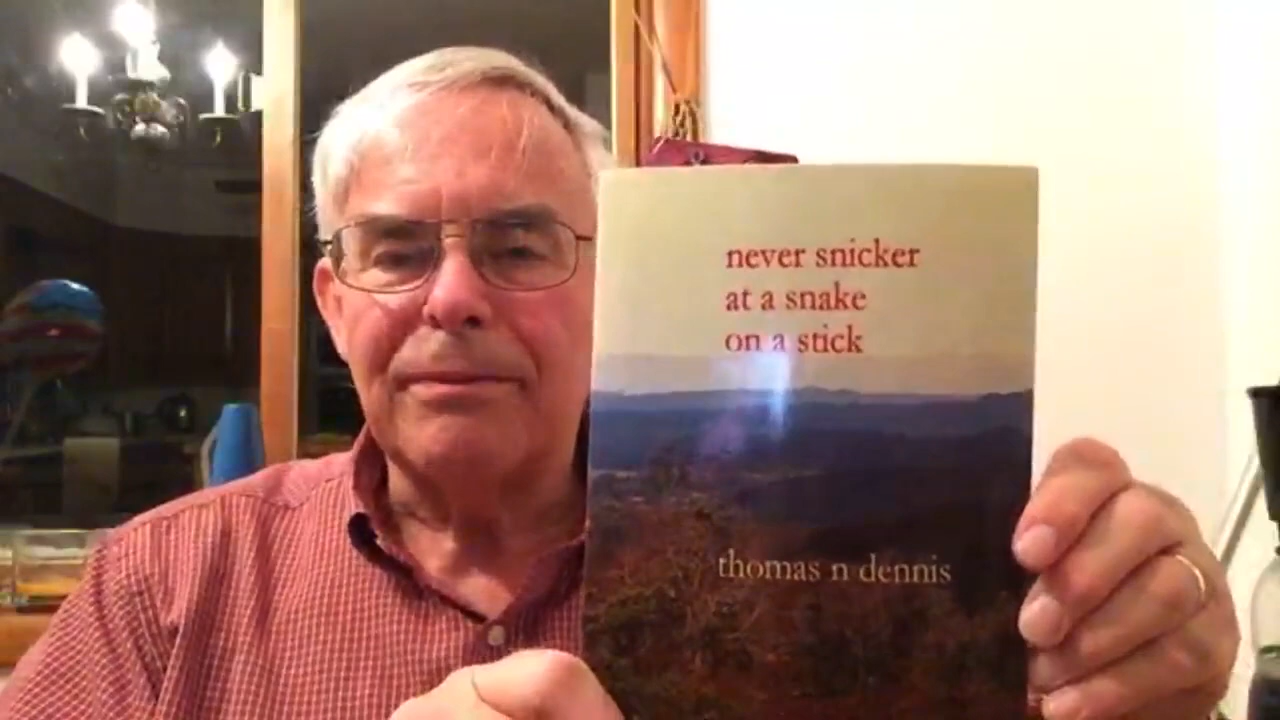 never snicker
at a snake
on a stick
thomas n dennis